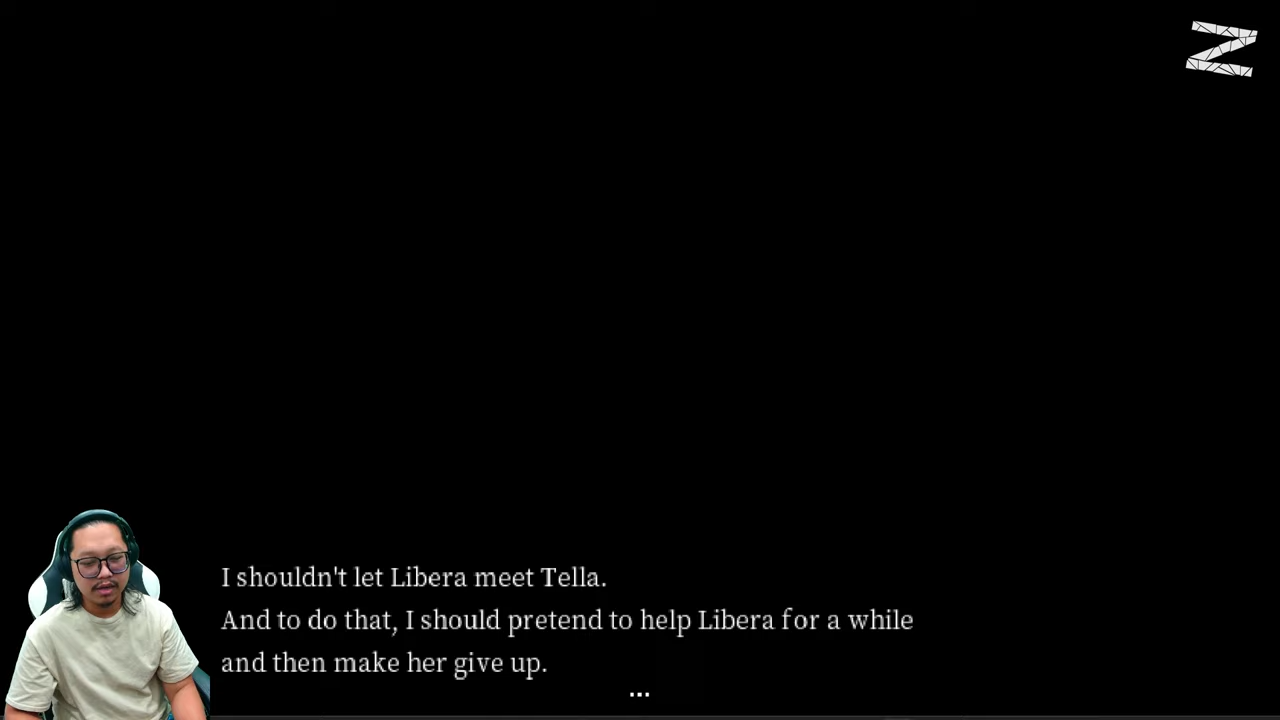 Z
I shouldn't let Libera meet Tella.
And to do that, I should pretend to help Libera for a while
and then make her give up.
...